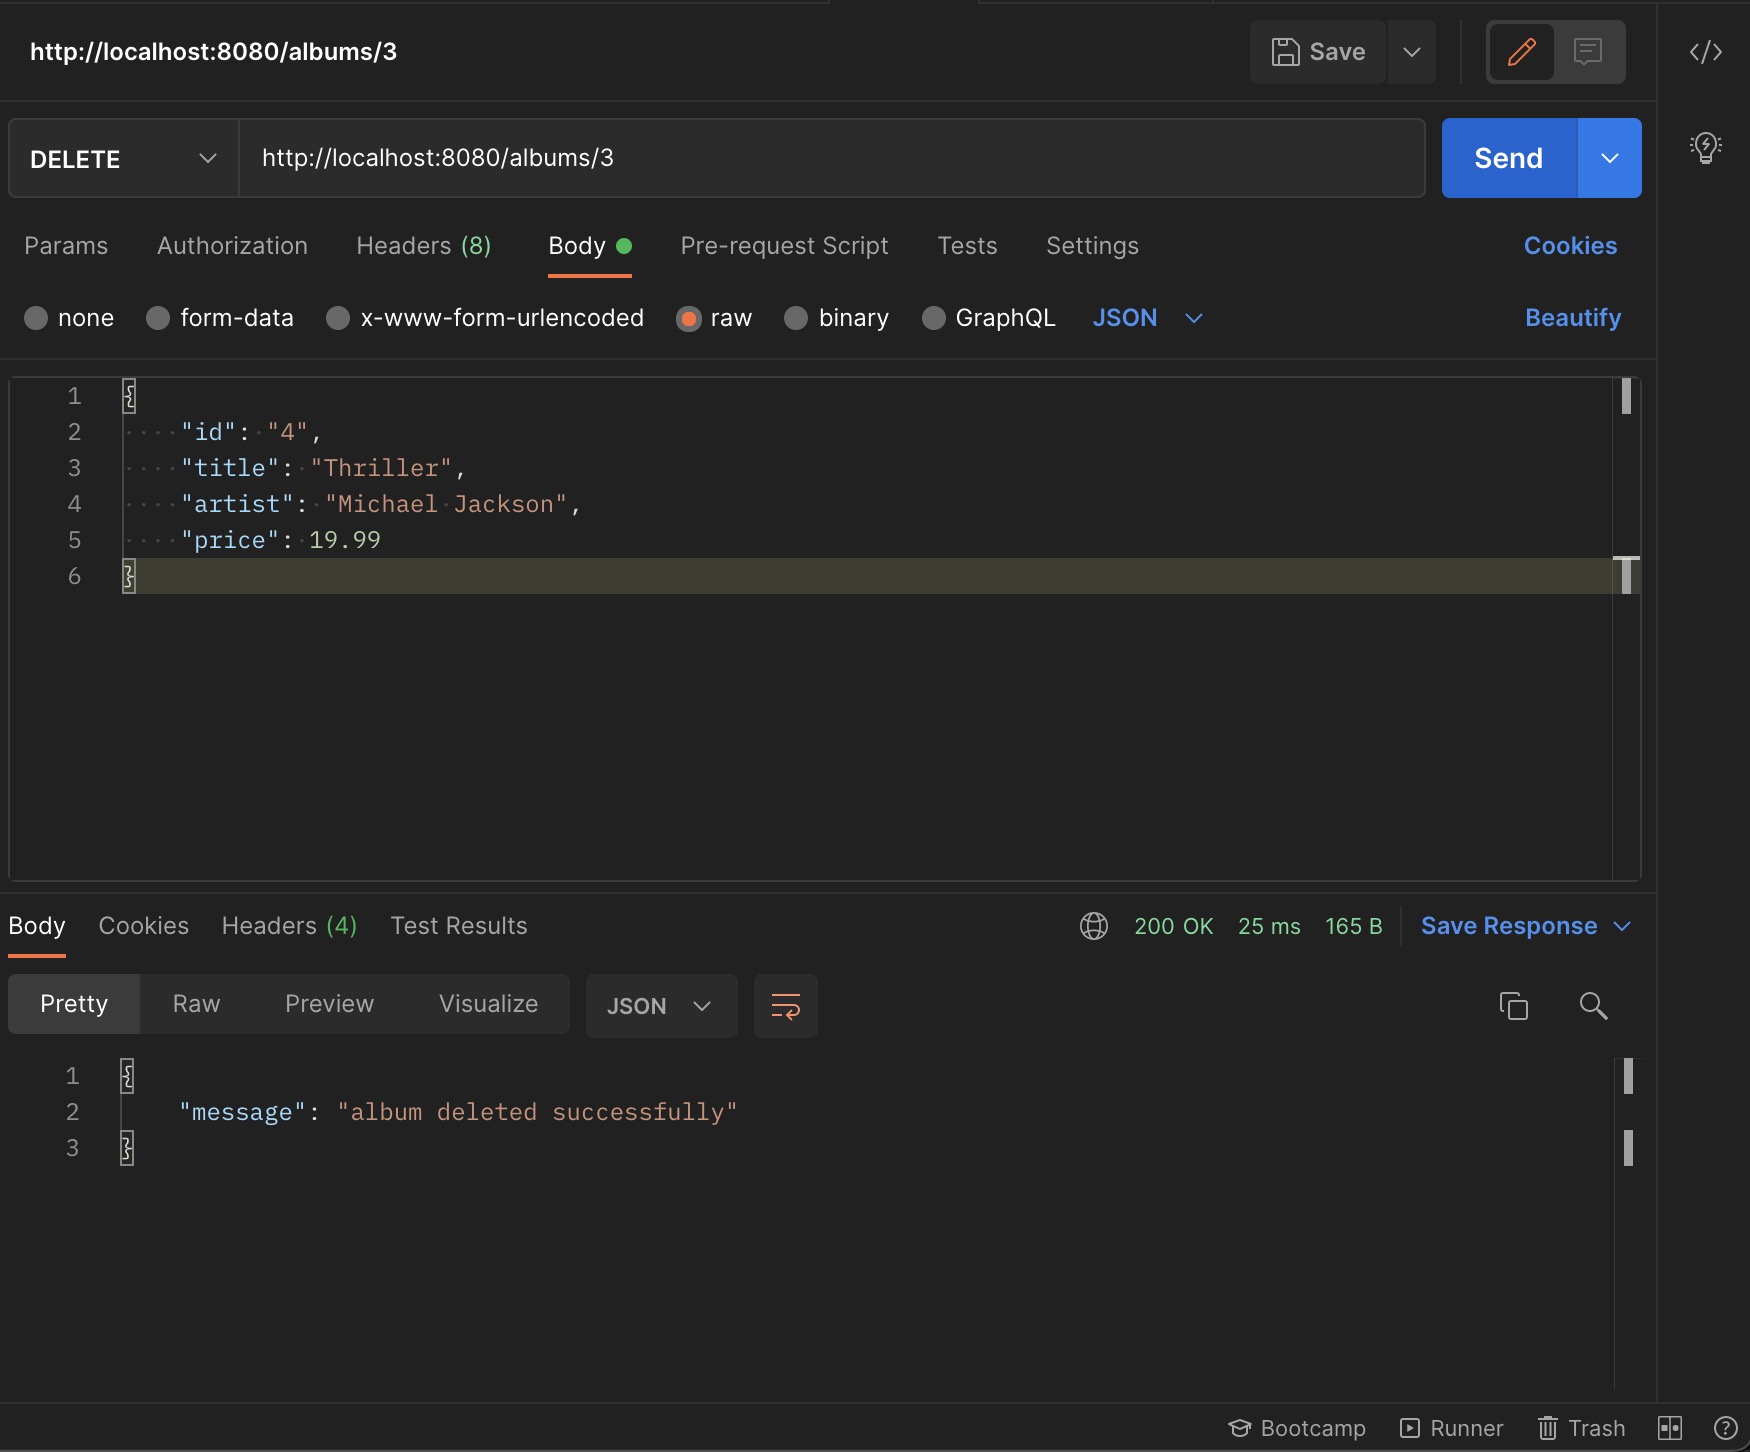 http://localhost:8080/albums/3
Save
DELETE
http://localhost:8080/albums/3
Send
Params Authorization Headers (8) Body Pre-request Script Tests Settings Cookies
none form-data x-www-form-urlencoded raw binary GraphQL JSON Beautify
1 {
2 "id": "4",
3 "title": "Thriller",
4 "artist": "Michael Jackson",
5 "price": 19.99
6 }
Body Cookies Headers (4) Test Results 200 OK 25 ms 165 B Save Response
Pretty Raw Preview Visualize JSON
1 {
2 "message": "album deleted successfully"
3 }
Bootcamp Runner Trash